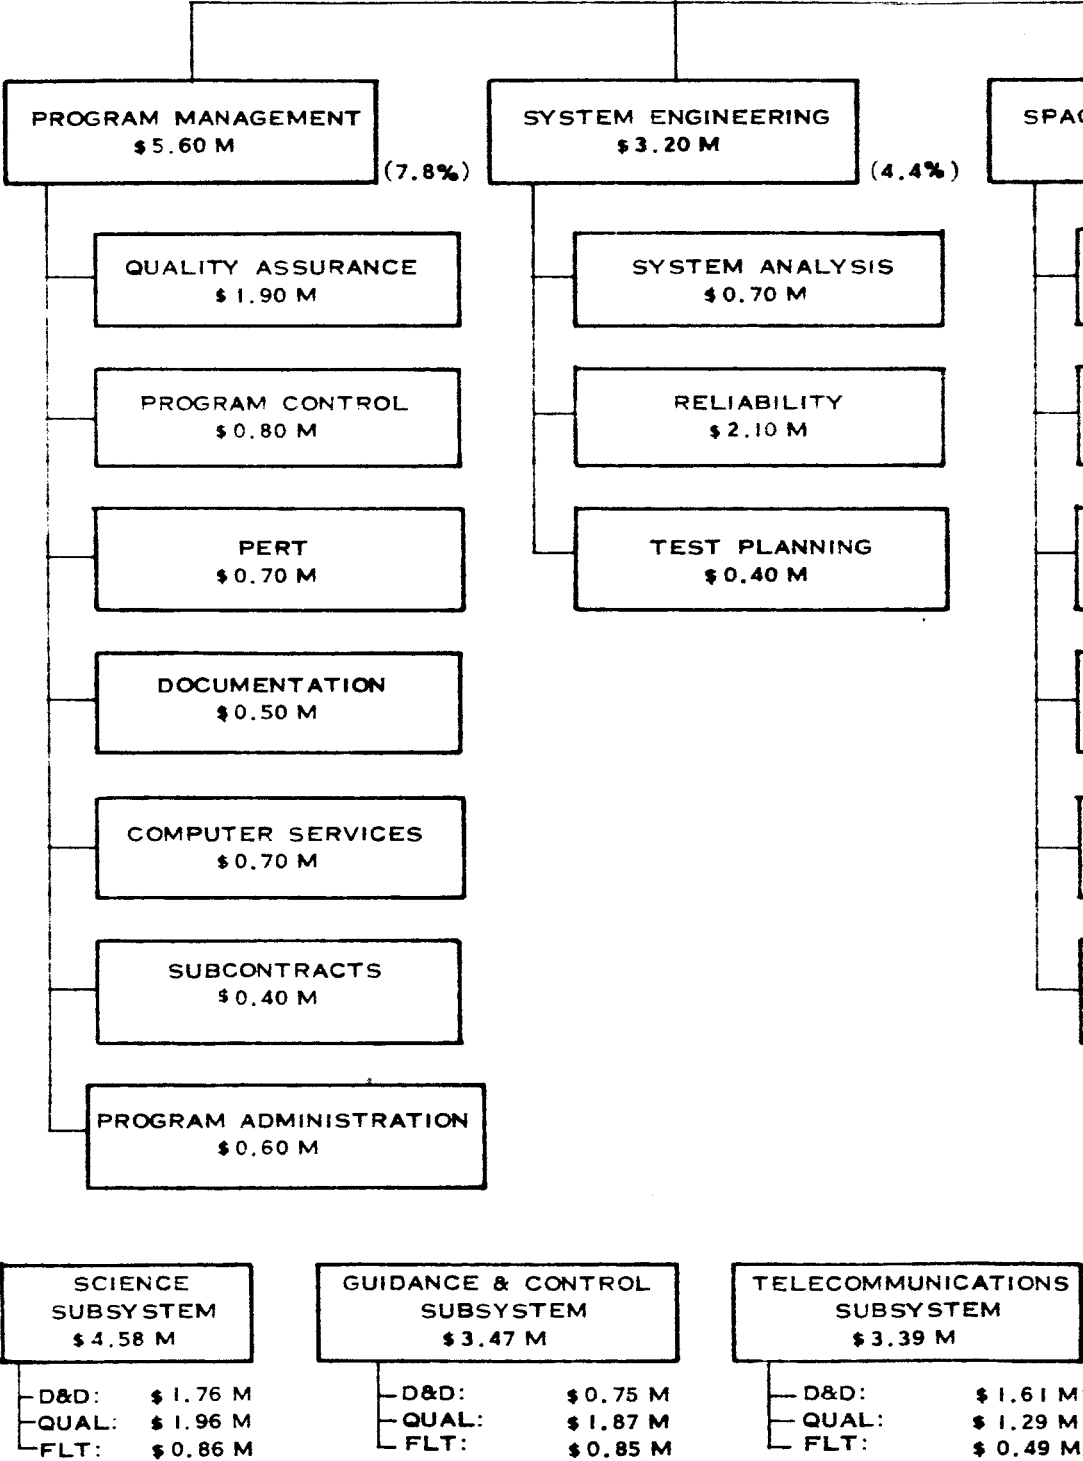 PROGRAM MANAGEMENT
$5.60 M
(7.8%)
QUALITY ASSURANCE
$1.90 M
PROGRAM CONTROL
$0.80 M
PERT
$0.70 M
DOCUMENTATION
$0.50 M
COMPUTER SERVICES
$0.70 M
SUBCONTRACTS
$0.40 M
PROGRAM ADMINISTRATION
$0.60 M
SYSTEM ENGINEERING
$3.20 M
(4.4%)
SYSTEM ANALYSIS
$0.70 M
RELIABILITY
$2.10 M
TEST PLANNING
$0.40 M
SCIENCE
SUBSYSTEM
$4.58 M
D&D: $1.76 M
QUAL: $1.96 M
FLT: $0.86 M
GUIDANCE & CONTROL
SUBSYSTEM
$3.47 M
D&D: $0.75 M
QUAL: $1.87 M
FLT: $0.85 M
TELECOMMUNICATIONS
SUBSYSTEM
$3.39 M
D&D: $1.61 M
QUAL: $1.29 M
FLT: $0.49 M